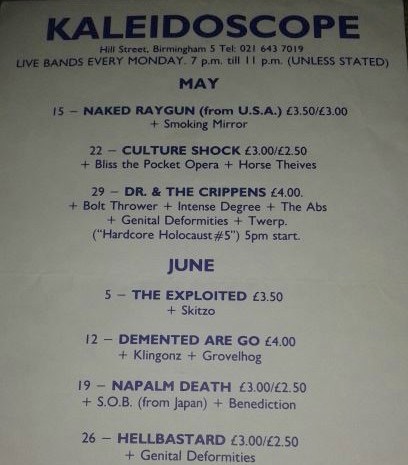 KALEIDOSCOPE
Hill Street, Birmingham 5 Tel: 021 643 7019
LIVE BANDS EVERY MONDAY. 7 p.m. till 11 p.m. (UNLESS STATED)
MAY
15 – NAKED RAYGUN (from U.S.A.) £3.50/£3.00
+ Smoking Mirror
22 – CULTURE SHOCK £3.00/£2.50
+ Bliss the Pocket Opera + Horse Theives
29 – DR. & THE CRIPPENS £4.00.
+ Bolt Thrower + Intense Degree + The Abs
+ Genital Deformities + Twerp.
("Hardcore Holocaust #5") 5pm start.
JUNE
5 – THE EXPLOITED £3.50
+ Skitzo
12 – DEMENTED ARE GO £4.00
+ Klingonz + Grovelhog
19 – NAPALM DEATH £3.00/£2.50
+ S.O.B. (from Japan) + Benediction
26 – HELLBASTARD £3.00/£2.50
+ Genital Deformities